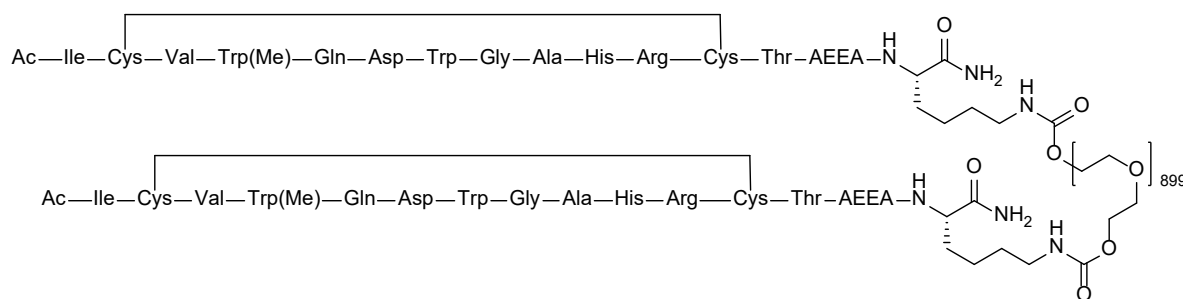 Ac—Ile—Cys—Val—Trp(Me)—Gln—Asp—Trp—Gly—Ala—His—Arg—Cys—Thr—AEEA—N H O NH2
H N O
O O 899
Ac—Ile—Cys—Val—Trp(Me)—Gln—Asp—Trp—Gly—Ala—His—Arg—Cys—Thr—AEEA—N H O NH2
H N O
O